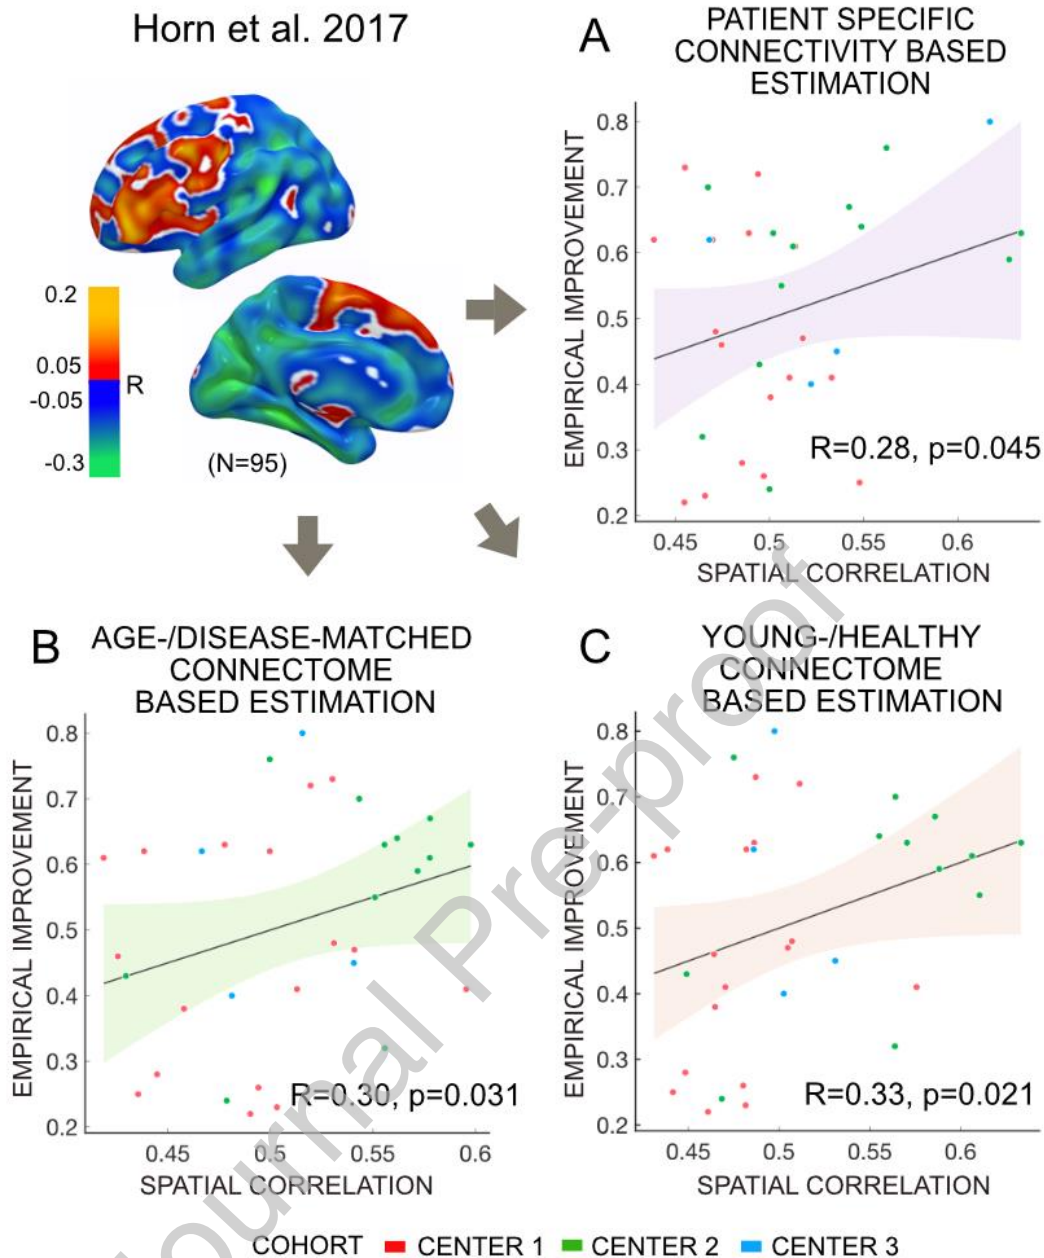 Horn et al. 2017
0.2
0.05
-0.05
-0.3
R
(N=95)
A
PATIENT SPECIFIC
CONNECTIVITY BASED
ESTIMATION
EMPIRICAL IMPROVEMENT
0.8
0.7
0.6
0.5
0.4
0.3
0.2
R=0.28, p=0.045
0.45
0.5
0.55
0.6
SPATIAL CORRELATION
B
AGE-/DISEASE-MATCHED
CONNECTOME
BASED ESTIMATION
EMPIRICAL IMPROVEMENT
0.8
0.7
0.6
0.5
0.4
0.3
0.2
R=0.30, p=0.031
0.45
0.5
0.55
0.6
SPATIAL CORRELATION
C
YOUNG-/HEALTHY
CONNECTOME
BASED ESTIMATION
EMPIRICAL IMPROVEMENT
0.8
0.7
0.6
0.5
0.4
0.3
0.2
R=0.33, p=0.021
0.45
0.5
0.55
0.6
SPATIAL CORRELATION
COHORT CENTER 1 CENTER 2 CENTER 3
Journal Pre-proof